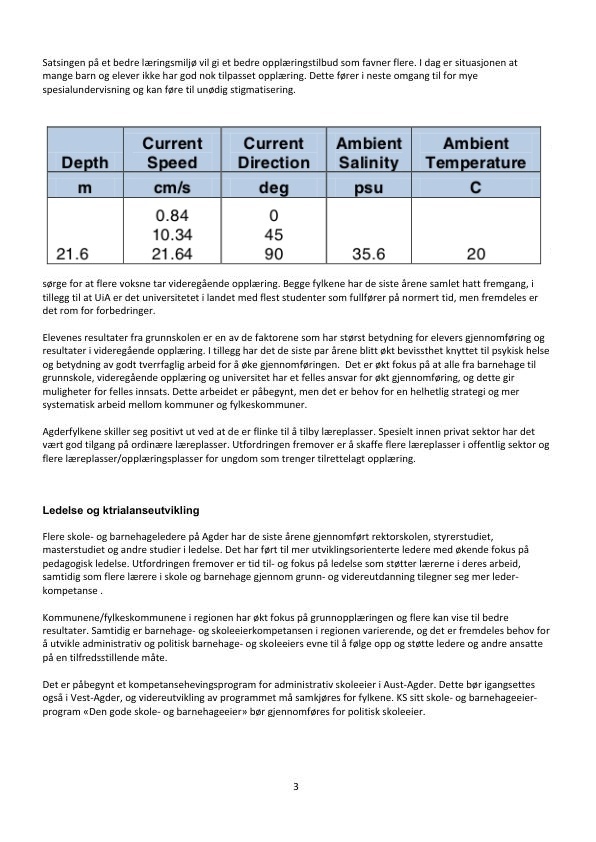 Satsingen på et bedre læringsmiljø vil gi et bedre opplæringstilbud som favner flere. I dag er situasjonen at
mange barn og elever ikke har god nok tilpasset opplæring. Dette fører i neste omgang til for mye
spesialundervisning og kan føre til unødig stigmatisering.
Depth Current Speed Current Direction Ambient Salinity Ambient Temperature
m cm/s deg psu C
0.84 0
10.34 45
21.6 21.64 90 35.6 20
sørge for at flere voksne tar videregående opplæring. Begge fylkene har de siste årene samlet hatt fremgang, i
tillegg til at UiA er det universitetet i landet med flest studenter som fullfører på normert tid, men fremdeles er
det rom for forbedringer.
Elevenes resultater fra grunnskolen er en av de faktorene som har størst betydning for elevers gjennomføring og
resultater i videregående opplæring. I tillegg har det de siste par årene blitt økt bevissthet knyttet til psykisk helse
og betydning av godt tverrfaglig arbeid for å øke gjennomføringen.  Det er økt fokus på at alle fra barnehage til
grunnskole, videregående opplæring og universitet har et felles ansvar for økt gjennomføring, og dette gir
muligheter for felles innsats. Dette arbeidet er påbegynt, men det er behov for en helhetlig strategi og mer
systematisk arbeid mellom kommuner og fylkeskommuner.
Agderfylkene skiller seg positivt ut ved at de er flinke til å tilby læreplasser. Spesielt innen privat sektor har det
vært god tilgang på ordinære læreplasser. Utfordringen fremover er å skaffe flere læreplasser i offentlig sektor og
flere læreplasser/opplæringsplasser for ungdom som trenger tilrettelagt opplæring.
Ledelse og ktrialanseutvikling
Flere skole- og barnehageledere på Agder har de siste årene gjennomført rektorskolen, styrerstudiet,
masterstudiet og andre studier i ledelse. Det har ført til mer utviklingsorienterte ledere med økende fokus på
pedagogisk ledelse. Utfordringen fremover er tid til- og fokus på ledelse som støtter lærerne i deres arbeid,
samtidig som flere lærere i skole og barnehage gjennom grunn- og videreutdanning tilegner seg mer leder-
kompetanse .
Kommunene/fylkeskommunene i regionen har økt fokus på grunnopplæringen og flere kan vise til bedre
resultater. Samtidig er barnehage- og skoleeierkompetansen i regionen varierende, og det er fremdeles behov for
å utvikle administrativ og politisk barnehage- og skoleeiers evne til å følge opp og støtte ledere og andre ansatte
på en tilfredsstillende måte.
Det er påbegynt et kompetansehevingsprogram for administrativ skoleeier i Aust-Agder. Dette bør igangsettes
også i Vest-Agder, og videreutvikling av programmet må samkjøres for fylkene. KS sitt skole- og barnehageeier-
program «Den gode skole- og barnehageeier» bør gjennomføres for politisk skoleeier.
3